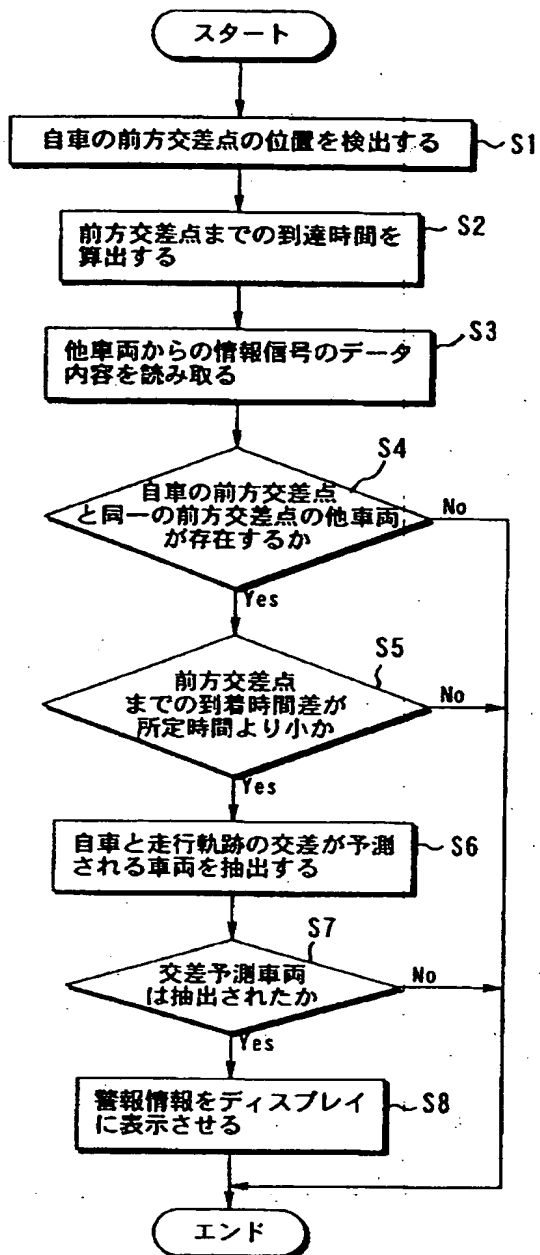 スタート
自車の前方交差点の位置を検出する
S1
前方交差点までの到達時間を
算出する
S2
他車両からの情報信号のデータ
内容を読み取る
S3
S4
自車の前方交差点
と同一の前方交差点の他車両
が存在するか
No
Yes
S5
前方交差点
までの到着時間差が
所定時間より小か
No
Yes
自車と走行軌跡の交差が予測
される車両を抽出する
S6
S7
交差予測車両
は抽出されたか
No
Yes
警報情報をディスプレイ
に表示させる
S8
エンド